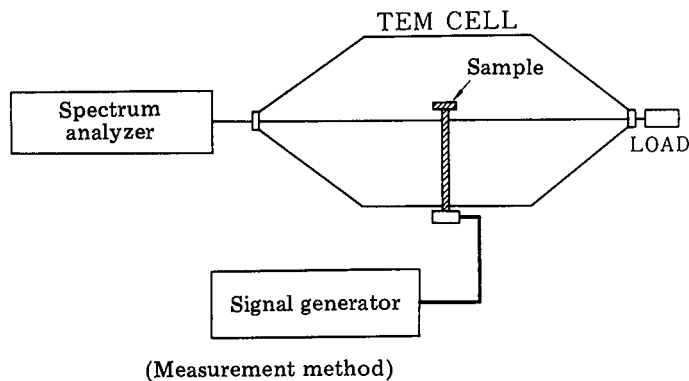 TEM CELL
Sample
Spectrum
analyzer
LOAD
Signal generator
(Measurement method)